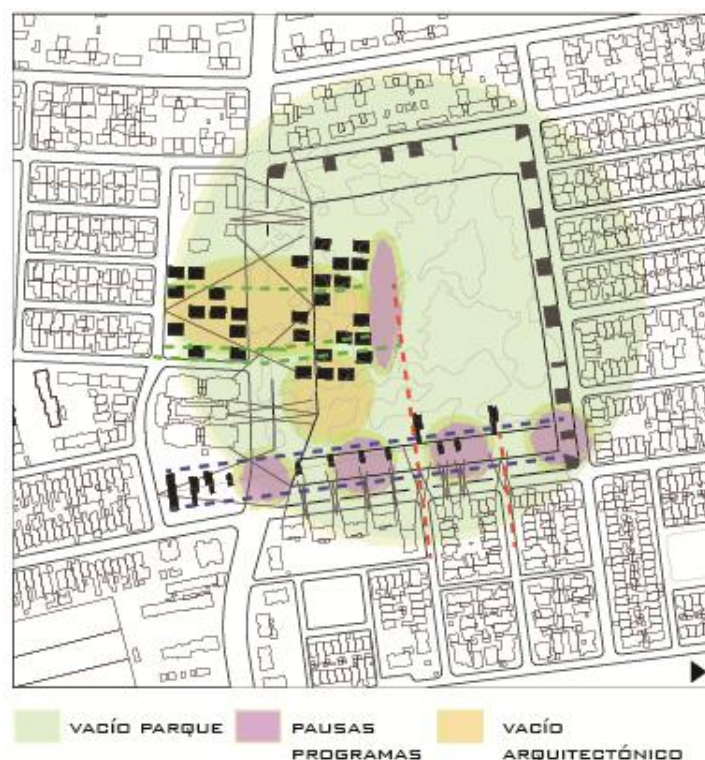 VACÍO PARQUE
PAUSAS
PROGRAMAS
VACÍO
ARQUITECTÓNICO